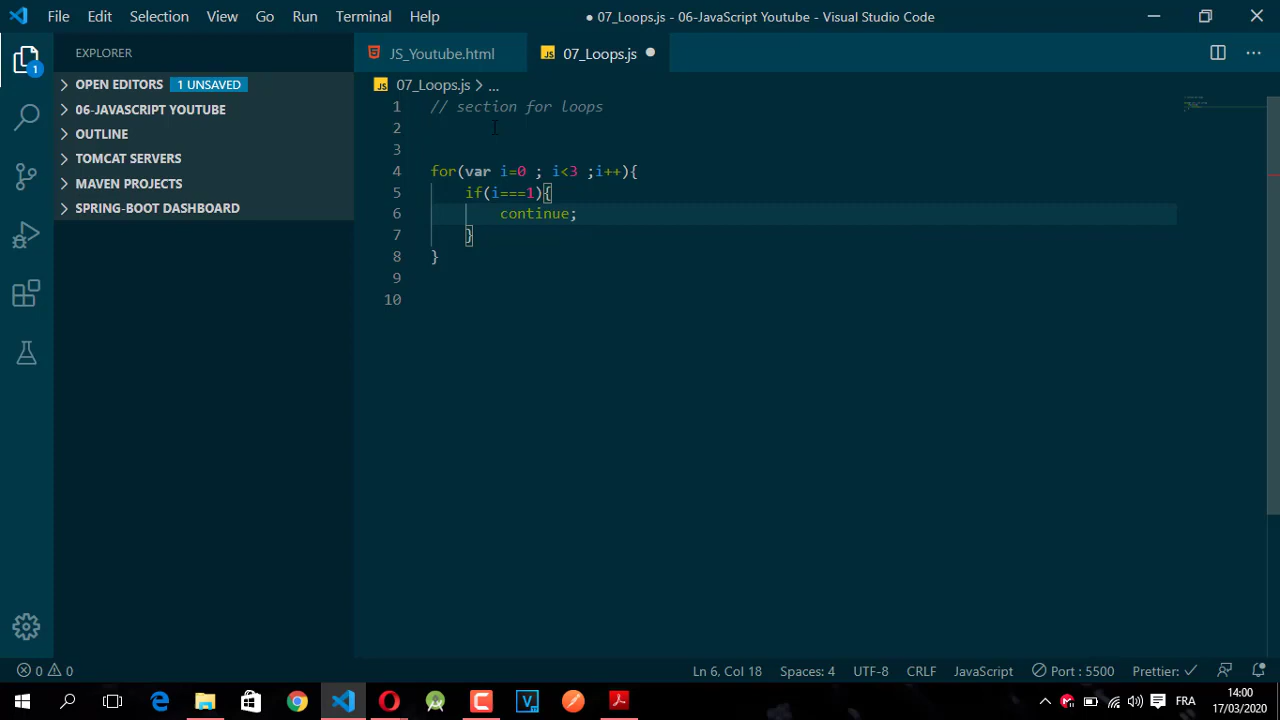 File Edit Selection View Go Run Terminal Help
● 07_Loops.js - 06-JavaScript Youtube - Visual Studio Code
EXPLORER
JS_Youtube.html
JS 07_Loops.js
1
OPEN EDITORS 1 UNSAVED
06-JAVASCRIPT YOUTUBE
OUTLINE
TOMCAT SERVERS
MAVEN PROJECTS
SPRING-BOOT DASHBOARD
JS 07_Loops.js > ...
1 // section for loops
2
3
4 for(var i=0 ; i<3 ;i++){
5 if(i===1){
6 continue;
7 }
8 }
9
10
0 0
Ln 6, Col 18 Spaces: 4 UTF-8 CRLF JavaScript Port : 5500 Prettier: ✓
FRA
14:00
17/03/2020